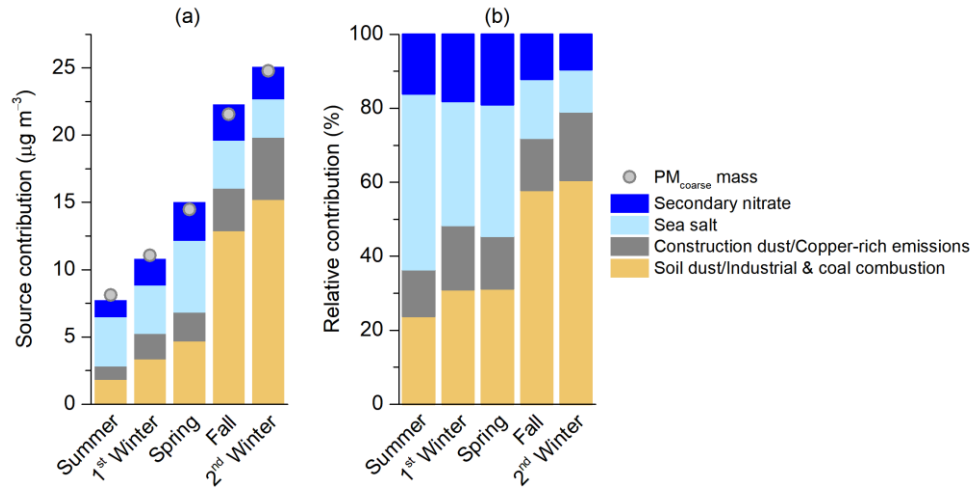 (a)
(b)
Source contribution (µg m⁻³)
25
20
15
10
5
0
Summer
1st Winter
Spring
Fall
2nd Winter
Relative contribution (%)
100
80
60
40
20
0
Summer
1st Winter
Spring
Fall
2nd Winter
PMcoarse mass
Secondary nitrate
Sea salt
Construction dust/Copper-rich emissions
Soil dust/Industrial & coal combustion